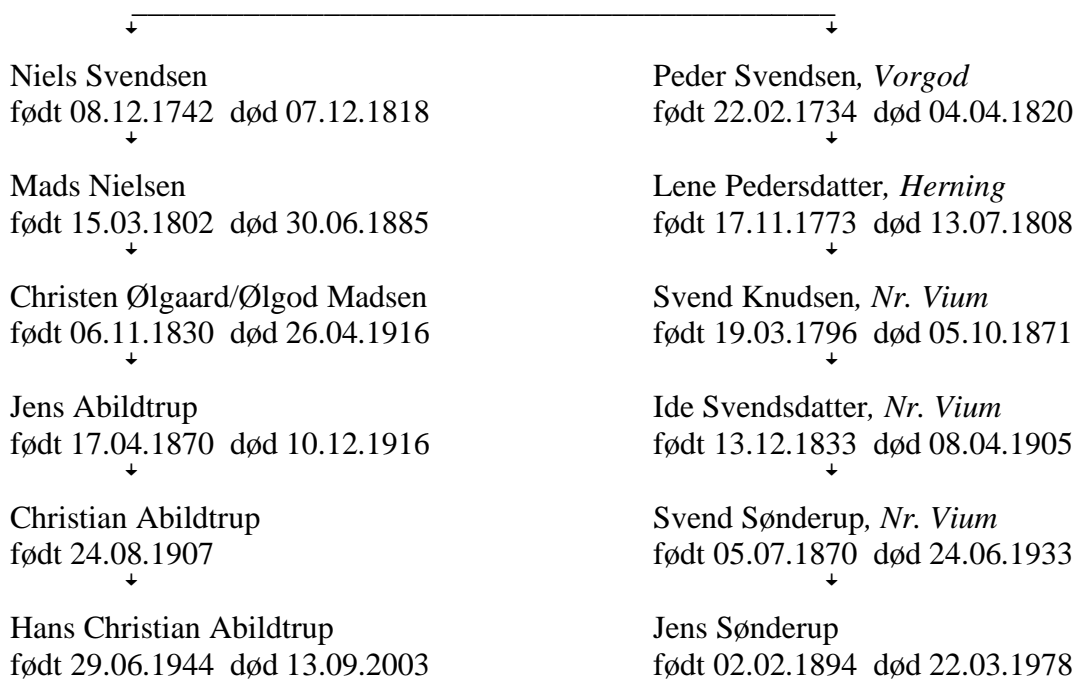 Niels Svendsen
født 08.12.1742 død 07.12.1818
Mads Nielsen
født 15.03.1802 død 30.06.1885
Christen Ølgaard/Ølgod Madsen
født 06.11.1830 død 26.04.1916
Jens Abildtrup
født 17.04.1870 død 10.12.1916
Christian Abildtrup
født 24.08.1907
Hans Christian Abildtrup
født 29.06.1944 død 13.09.2003
Peder Svendsen, Vorgod
født 22.02.1734 død 04.04.1820
Lene Pedersdatter, Herning
født 17.11.1773 død 13.07.1808
Svend Knudsen, Nr. Vium
født 19.03.1796 død 05.10.1871
Ide Svendsdatter, Nr. Vium
født 13.12.1833 død 08.04.1905
Svend Sønderup, Nr. Vium
født 05.07.1870 død 24.06.1933
Jens Sønderup
født 02.02.1894 død 22.03.1978